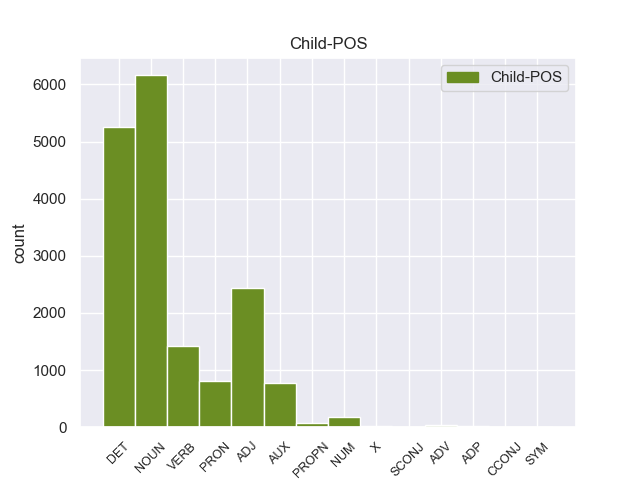 Child-POS
Child-POS
6000
5000
4000
3000
2000
1000
0
count
DET NOUN VERB PRON ADJ AUX PROPN NUM X SCONJ ADV ADP CCONJ SYM